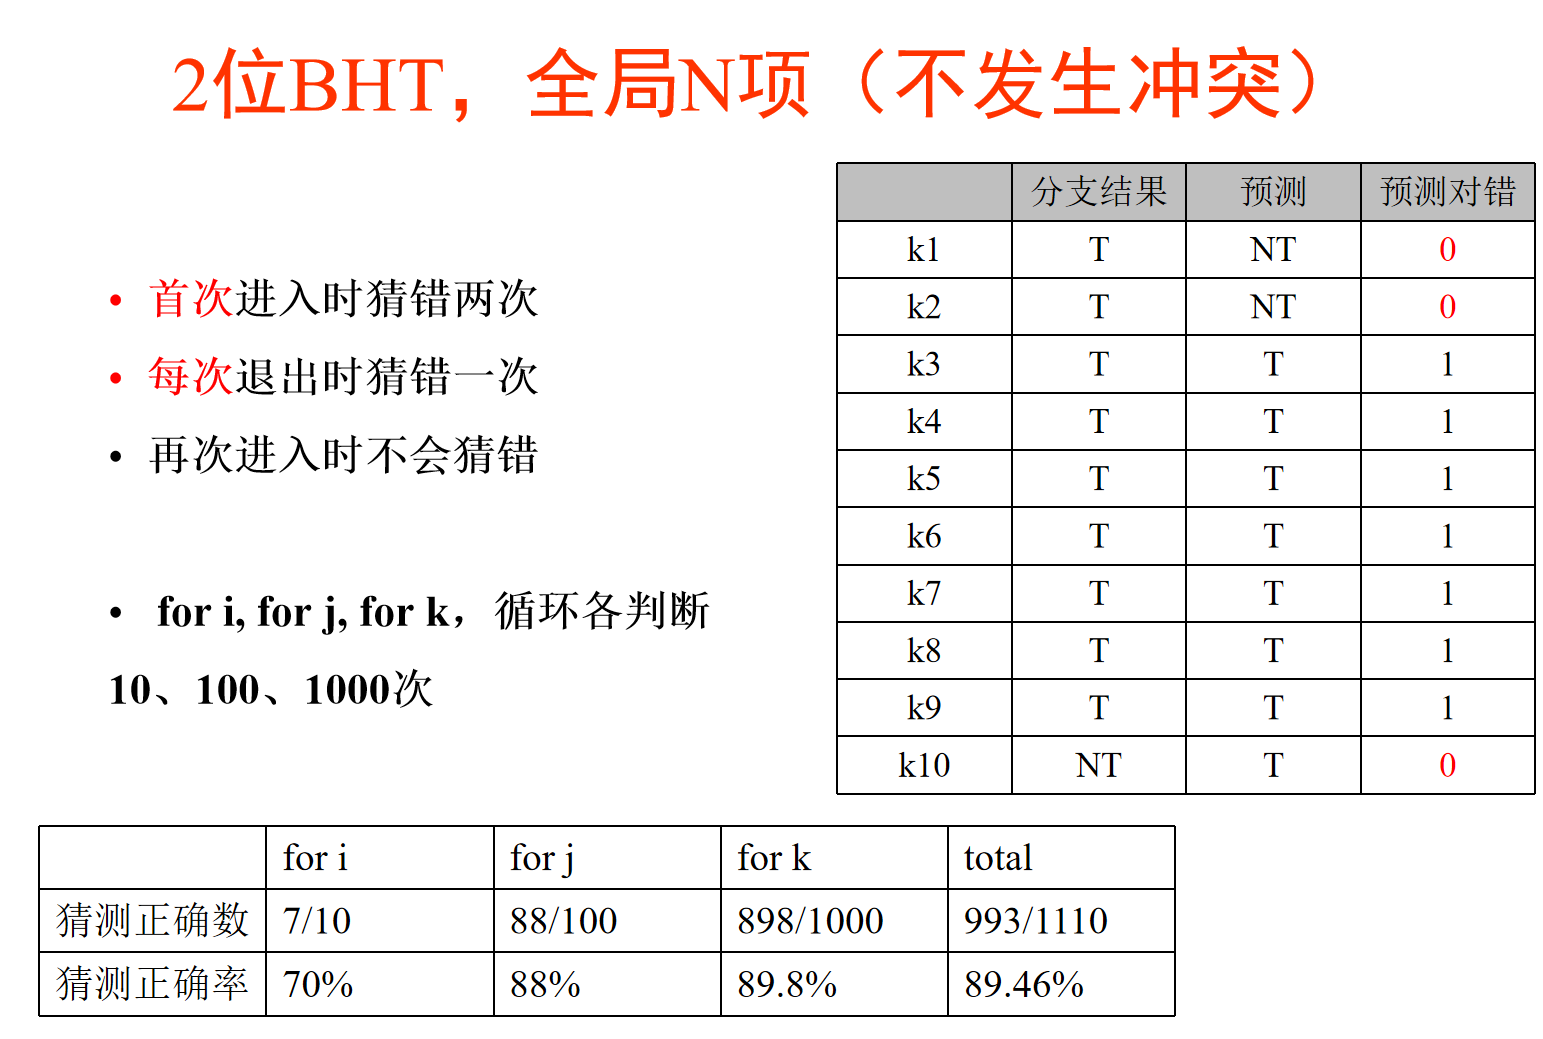 2位BHT，全局N项（不发生冲突）
• 首次进入时猜错两次
• 每次退出时猜错一次
• 再次进入时不会猜错
• for i, for j, for k，循环各判断
10、100、1000次
分支结果 预测 预测对错
k1 T NT 0
k2 T NT 0
k3 T T 1
k4 T T 1
k5 T T 1
k6 T T 1
k7 T T 1
k8 T T 1
k9 T T 1
k10 NT T 0
for i for j for k total
猜测正确数 7/10 88/100 898/1000 993/1110
猜测正确率 70% 88% 89.8% 89.46%